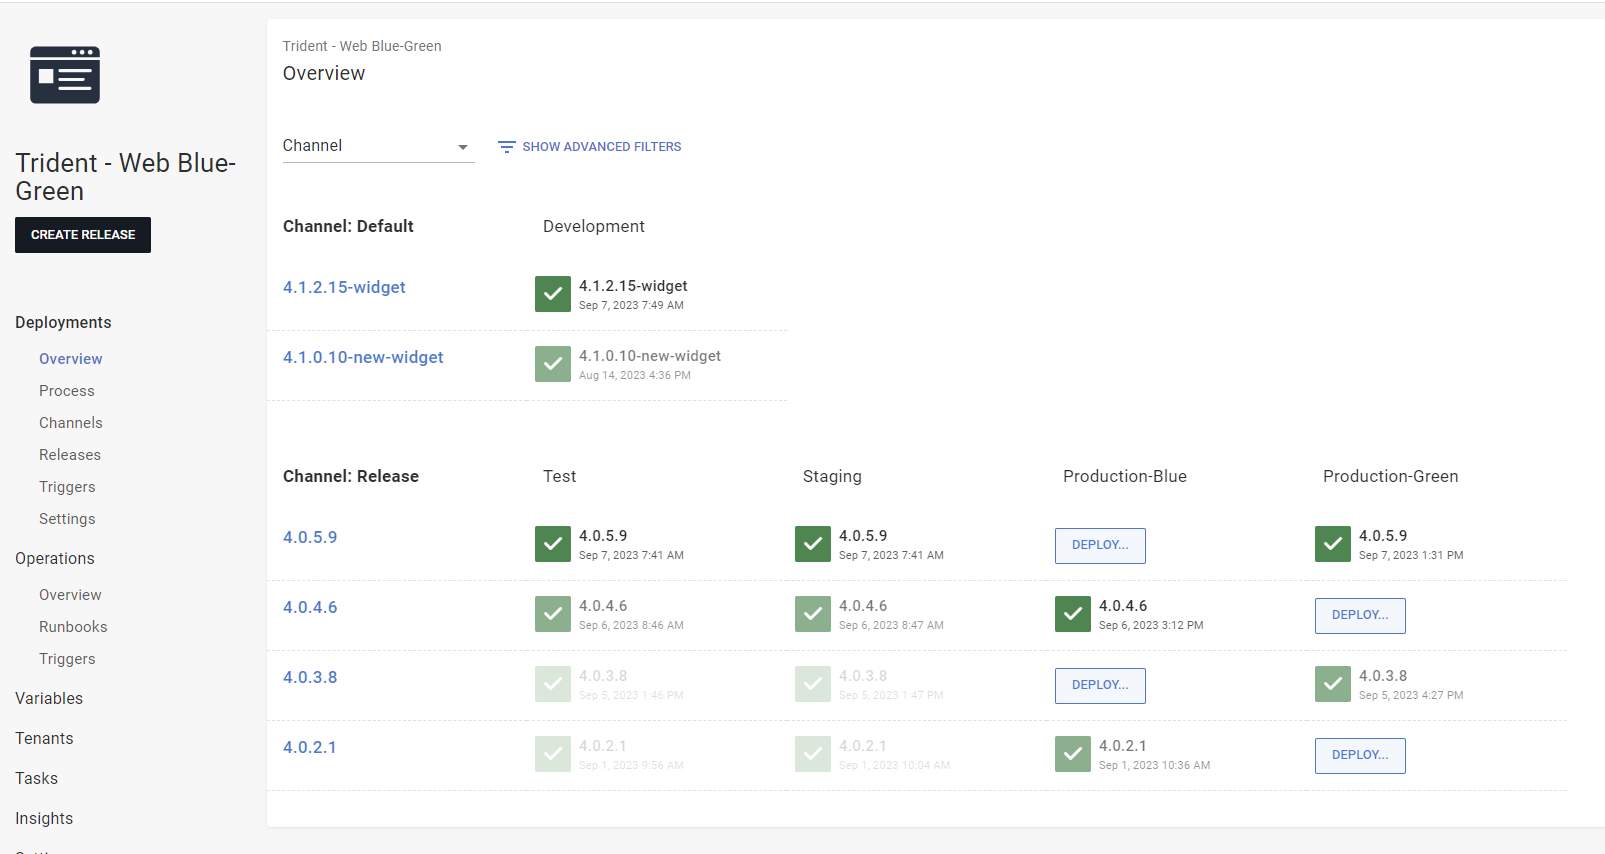 Trident - Web Blue-
Green
CREATE RELEASE
Deployments
Overview
Process
Channels
Releases
Triggers
Settings
Operations
Overview
Runbooks
Triggers
Variables
Tenants
Tasks
Insights
Trident - Web Blue-Green
Overview
Channel
SHOW ADVANCED FILTERS
Channel: Default Development
4.1.2.15-widget 4.1.2.15-widget
Sep 7, 2023 7:49 AM
4.1.0.10-new-widget 4.1.0.10-new-widget
Aug 14, 2023 4:36 PM
Channel: Release Test Staging Production-Blue Production-Green
4.0.5.9 4.0.5.9 4.0.5.9 DEPLOY... 4.0.5.9
Sep 7, 2023 7:41 AM Sep 7, 2023 7:41 AM Sep 7, 2023 1:31 PM
4.0.4.6 4.0.4.6 4.0.4.6 4.0.4.6 DEPLOY...
Sep 6, 2023 8:46 AM Sep 6, 2023 8:47 AM Sep 6, 2023 3:12 PM
4.0.3.8 4.0.3.8 4.0.3.8 DEPLOY... 4.0.3.8
Sep 5, 2023 1:46 PM Sep 5, 2023 1:47 PM Sep 5, 2023 4:27 PM
4.0.2.1 4.0.2.1 4.0.2.1 4.0.2.1 DEPLOY...
Sep 1, 2023 9:56 AM Sep 1, 2023 10:04 AM Sep 1, 2023 10:36 AM